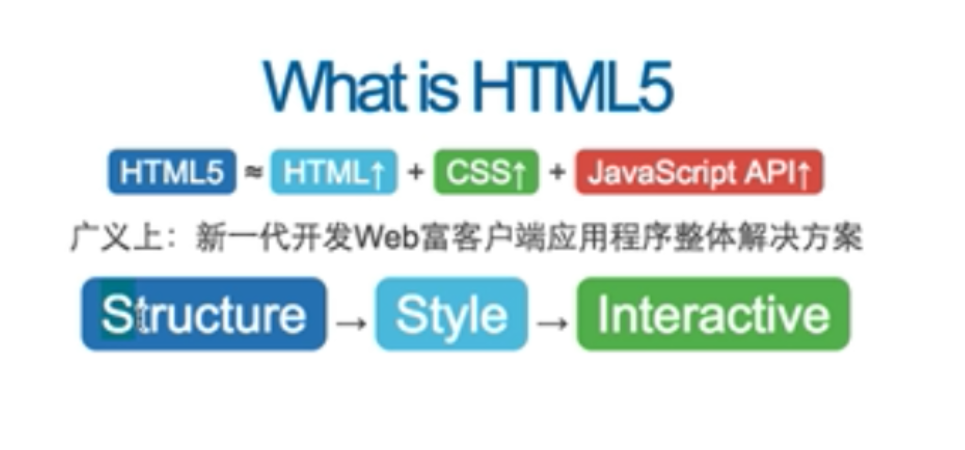 What is HTML5
HTML5 ≈ HTML↑ + CSS↑ + JavaScript API↑
广义上：新一代开发Web富客户端应用程序整体解决方案
Structure → Style → Interactive